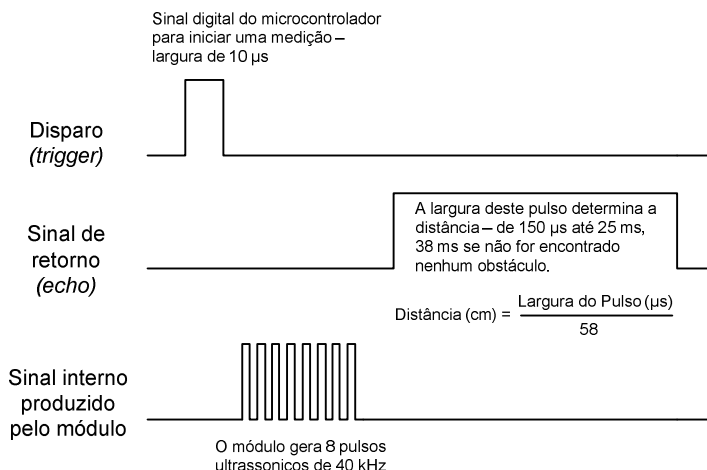 Sinal digital do microcontrolador
para iniciar uma medição –
largura de 10 µs
Disparo
(trigger)
Sinal de
retorno
(echo)
A largura deste pulso determina a
distância – de 150 µs até 25 ms,
38 ms se não for encontrado
nenhum obstáculo.
Distância (cm) = Largura do Pulso (µs)
58
Sinal interno
produzido
pelo módulo
O módulo gera 8 pulsos
ultrassonicos de 40 kHz